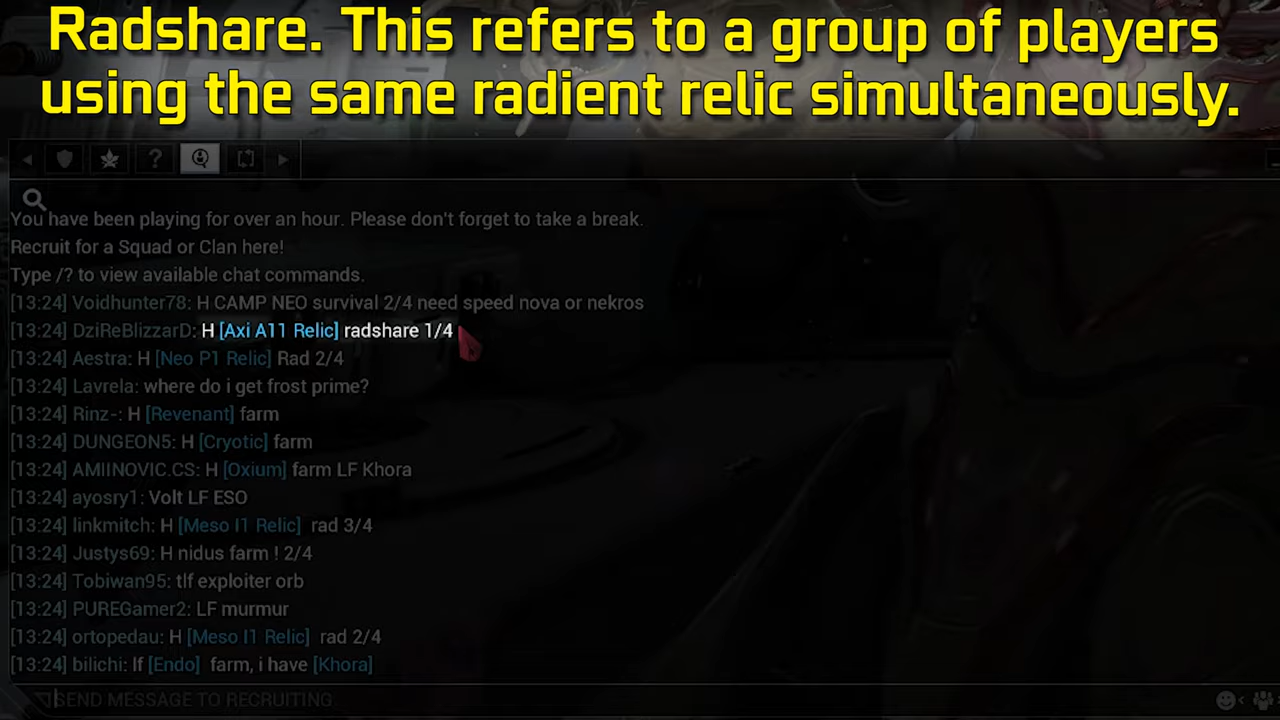 Radshare. This refers to a group of players
using the same radient relic simultaneously.
You have been playing for over an hour. Please don't forget to take a break.
Recruit for a Squad or Clan here!
Type /? to view available chat commands.
[13:24] Voidhunter78: H CAMP NEO survival 2/4 need speed nova or nekros
[13:24] DziReBlizzarD: H [Axi A11 Relic] radshare 1/4
[13:24] Aestra: H [Neo P1 Relic] Rad 2/4
[13:24] Lavrela: where do i get frost prime?
[13:24] Rinz-: H [Revenant] farm
[13:24] DUNGEON5: H [Cryotic] farm
[13:24] AMIINOVIC.CS: H [Oxium] farm LF Khora
[13:24] ayosry1: Volt LF ESO
[13:24] linkmitch: H [Meso I1 Relic] rad 3/4
[13:24] Justys69: H nidus farm ! 2/4
[13:24] Tobiwan95: tlf exploiter orb
[13:24] PUREGamer2: LF murmur
[13:24] ortopedau: H [Meso I1 Relic] rad 2/4
[13:24] bilichi: lf [Endo] farm, i have [Khora]
SEND MESSAGE TO RECRUITING